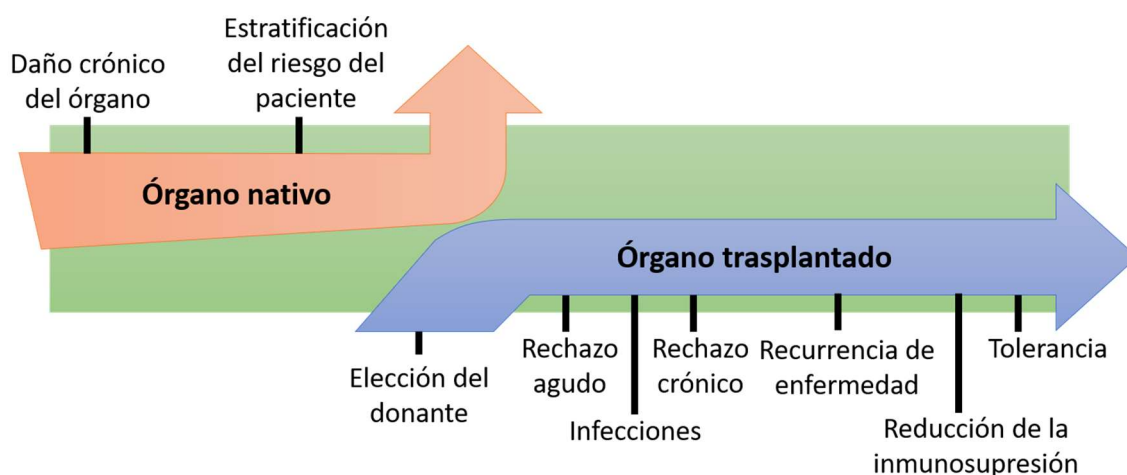 Daño crónico
del órgano
Estratificación
del riesgo del
paciente
Órgano nativo
Órgano trasplantado
Elección del
donante
Rechazo
agudo
Infecciones
Rechazo
crónico
Recurrencia de
enfermedad
Reducción de la
inmunosupresión
Tolerancia